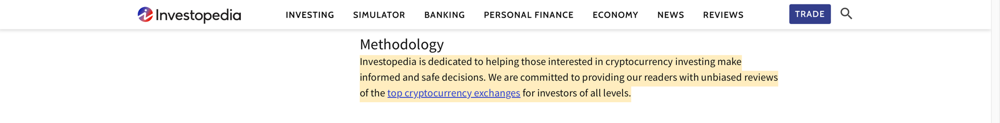 Investopedia INVESTING SIMULATOR BANKING PERSONAL FINANCE ECONOMY NEWS REVIEWS TRADE
Methodology
Investopedia is dedicated to helping those interested in cryptocurrency investing make
informed and safe decisions. We are committed to providing our readers with unbiased reviews
of the top cryptocurrency exchanges for investors of all levels.